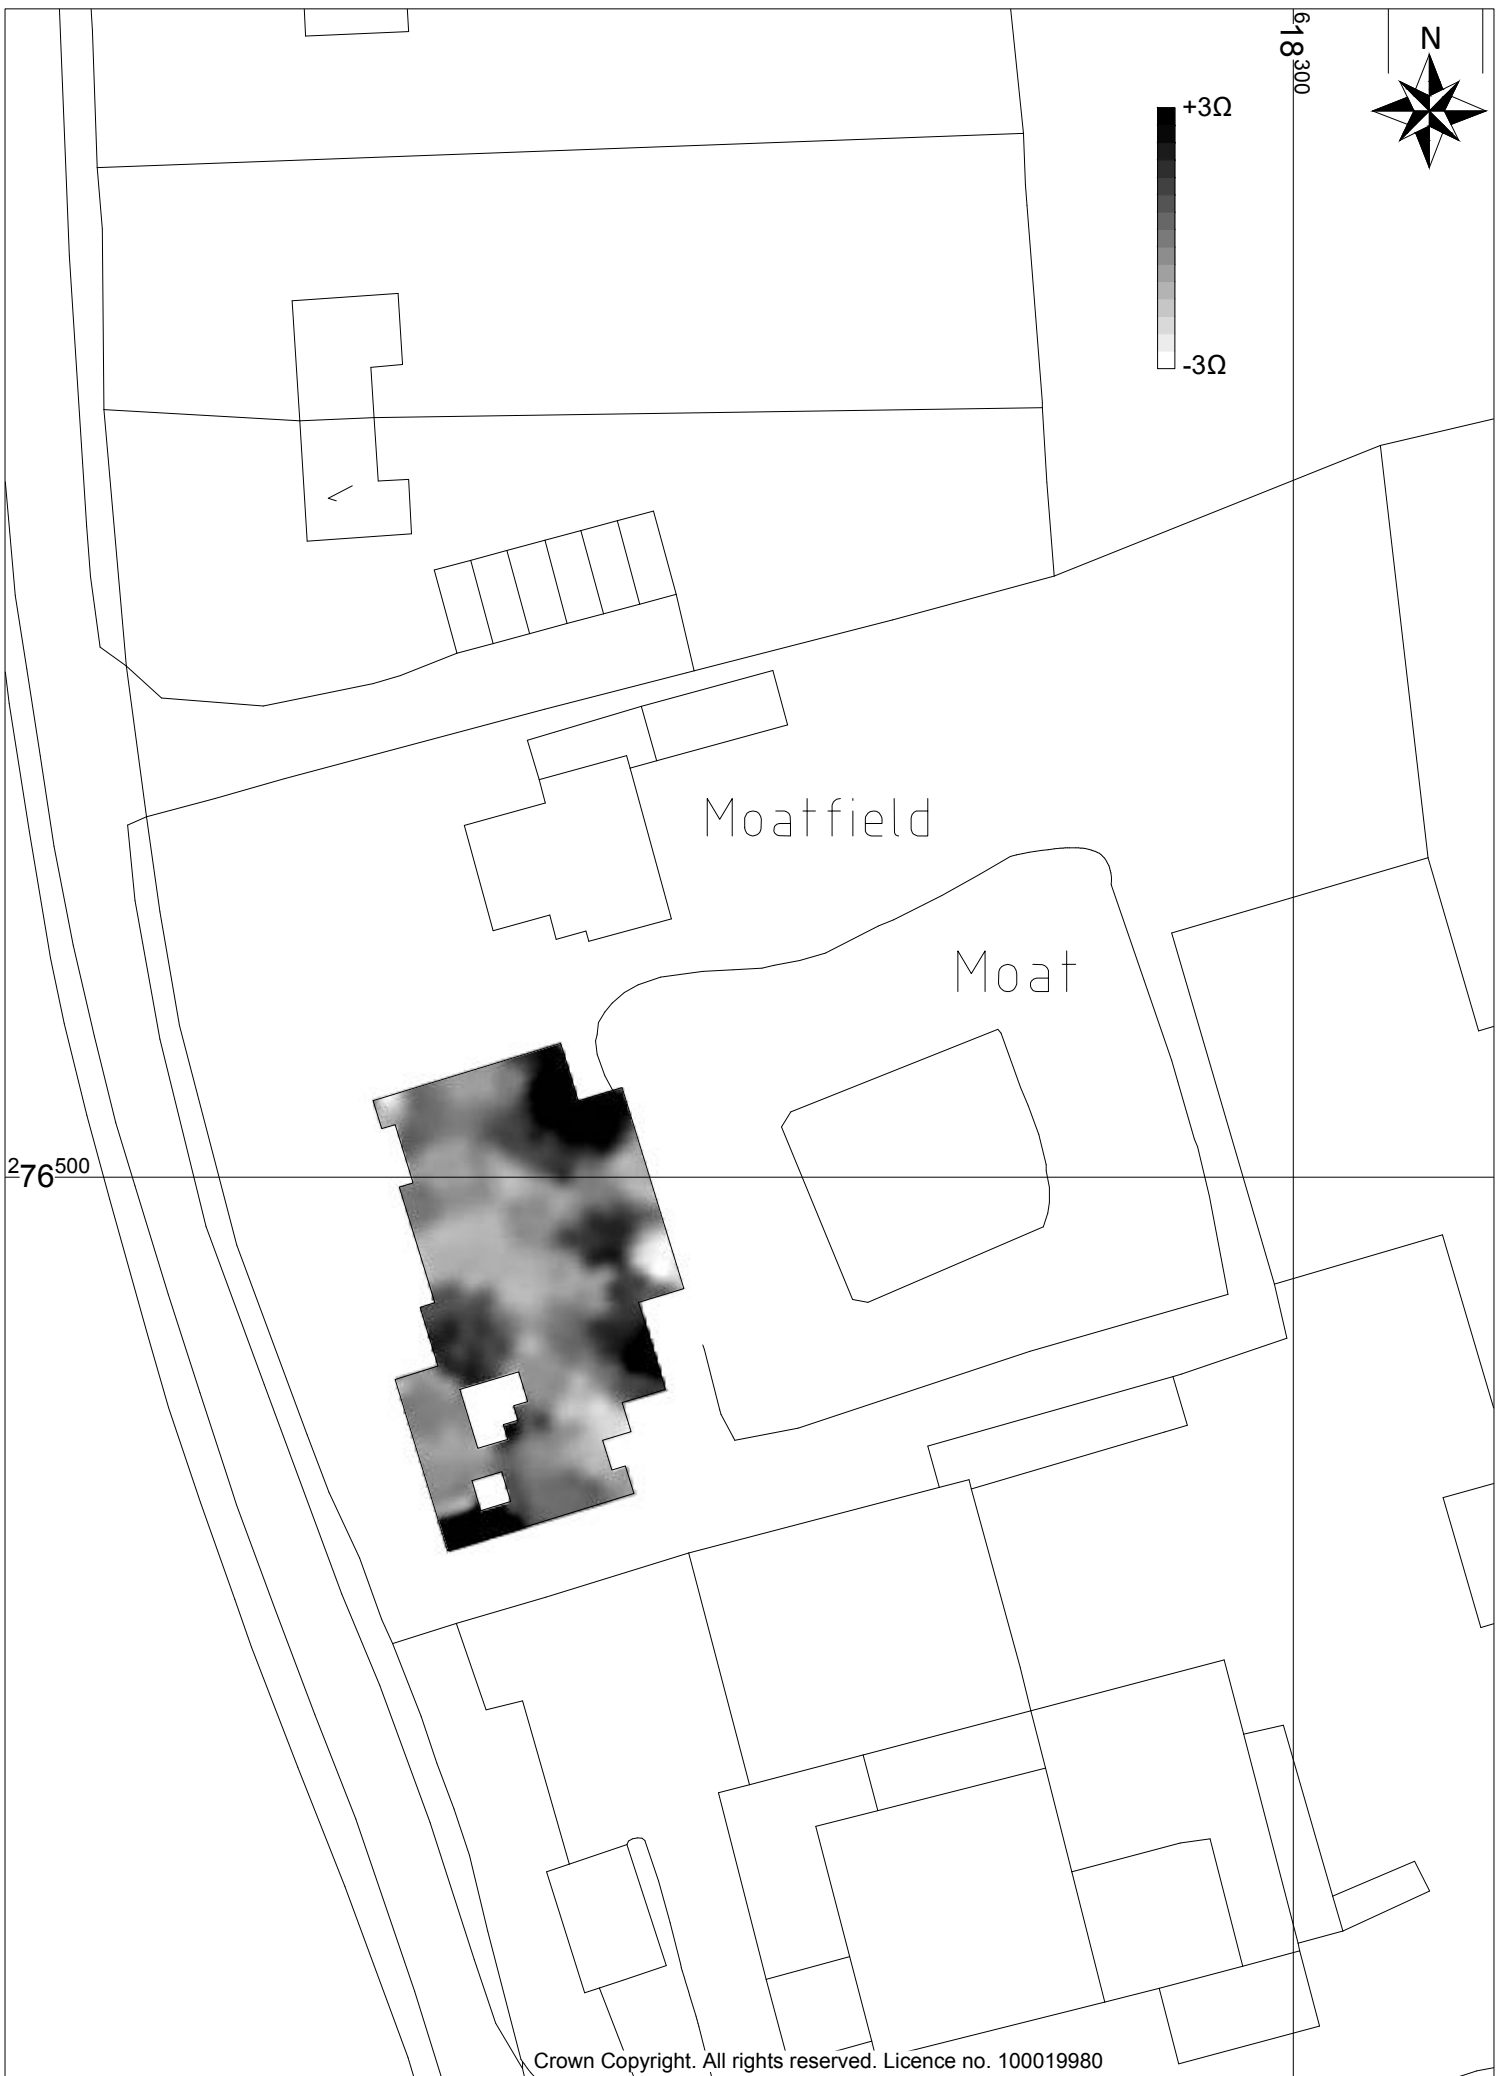 N
618300
+3Ω
-3Ω
Moatfield
Moat
276500
Crown Copyright. All rights reserved. Licence no. 100019980